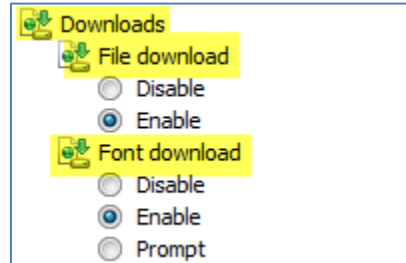 Downloads
File download
Disable
Enable
Font download
Disable
Enable
Prompt